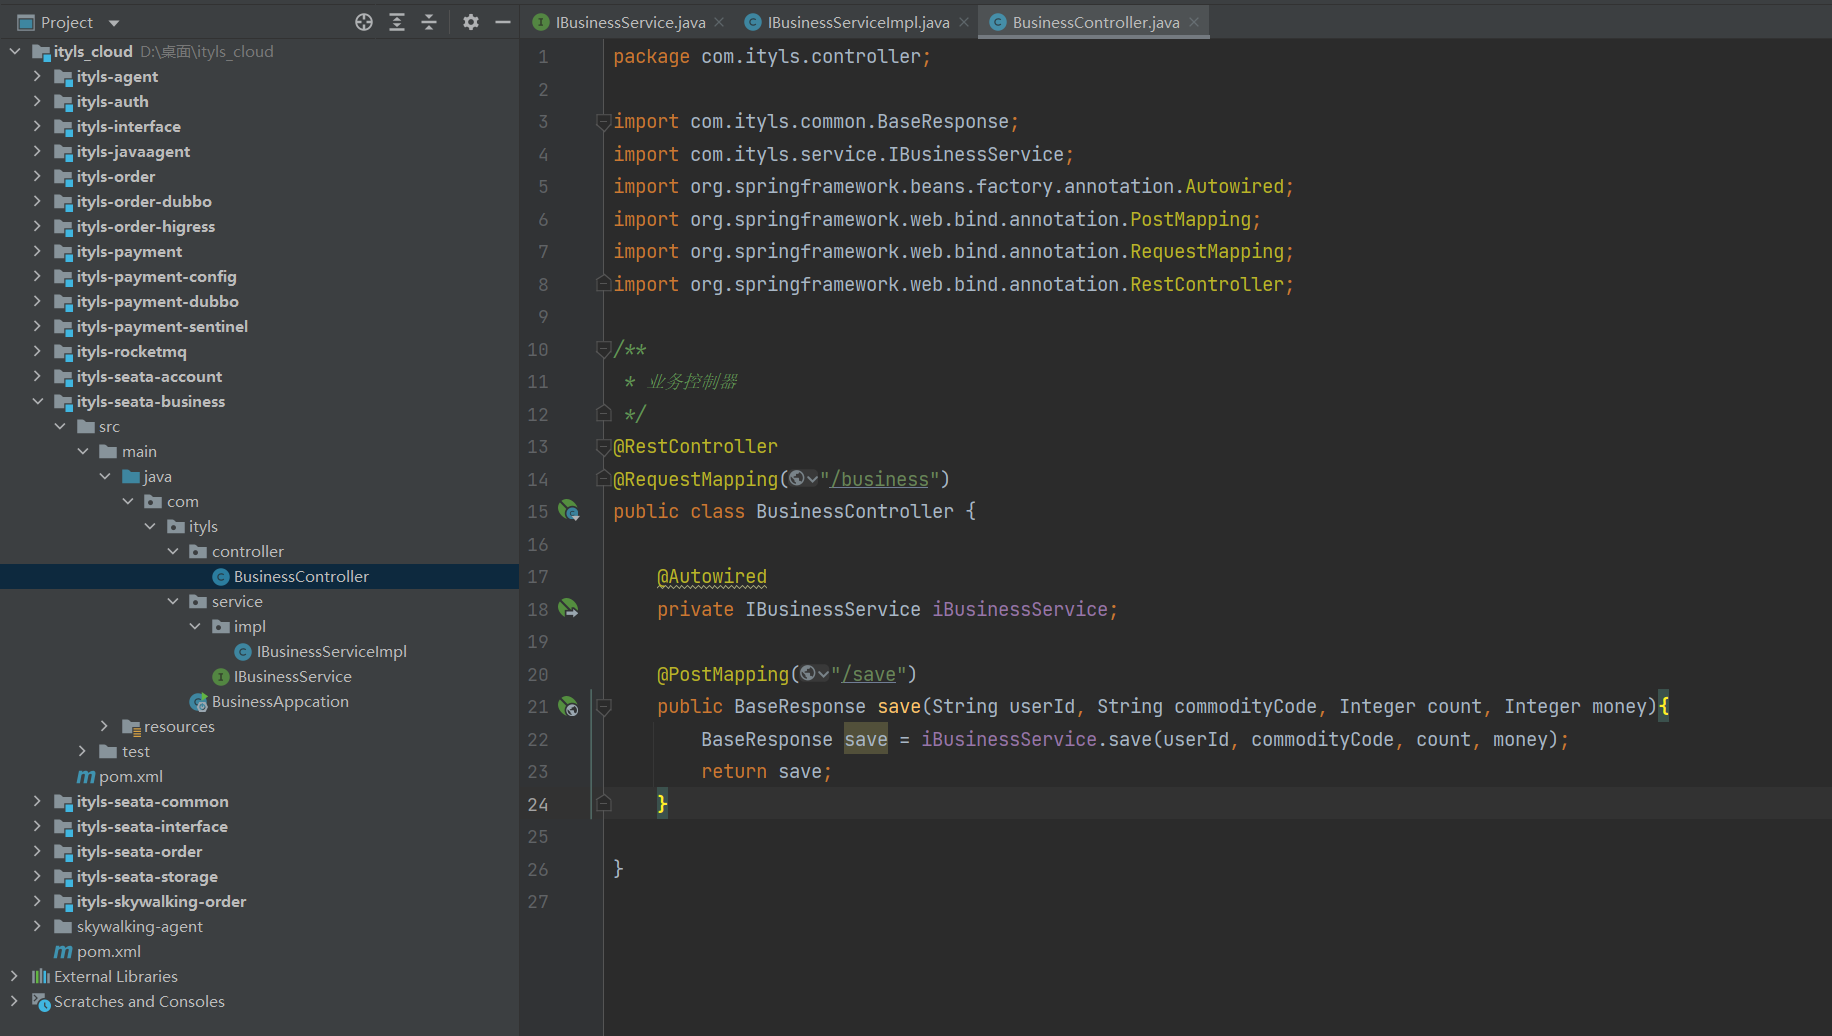 Project
ityls_cloud D:\桌面\ityls_cloud
ityls-agent
ityls-auth
ityls-interface
ityls-javaagent
ityls-order
ityls-order-dubbo
ityls-order-higress
ityls-payment
ityls-payment-config
ityls-payment-dubbo
ityls-payment-sentinel
ityls-rocketmq
ityls-seata-account
ityls-seata-business
src
main
java
com
ityls
controller
BusinessController
service
impl
IBusinessServiceImpl
IBusinessService
BusinessAppcation
resources
test
pom.xml
ityls-seata-common
ityls-seata-interface
ityls-seata-order
ityls-seata-storage
ityls-skywalking-order
skywalking-agent
pom.xml
External Libraries
Scratches and Consoles
IBusinessService.java IBusinessServiceImpl.java BusinessController.java
1 package com.ityls.controller;
2
3 import com.ityls.common.BaseResponse;
4 import com.ityls.service.IBusinessService;
5 import org.springframework.beans.factory.annotation.Autowired;
6 import org.springframework.web.bind.annotation.PostMapping;
7 import org.springframework.web.bind.annotation.RequestMapping;
8 import org.springframework.web.bind.annotation.RestController;
9
10 /**
11 * 业务控制器
12 */
13 @RestController
14 @RequestMapping("/business")
15 public class BusinessController {
16
17 @Autowired
18 private IBusinessService iBusinessService;
19
20 @PostMapping("/save")
21 public BaseResponse save(String userId, String commodityCode, Integer count, Integer money){
22 BaseResponse save = iBusinessService.save(userId, commodityCode, count, money);
23 return save;
24 }
25
26 }
27